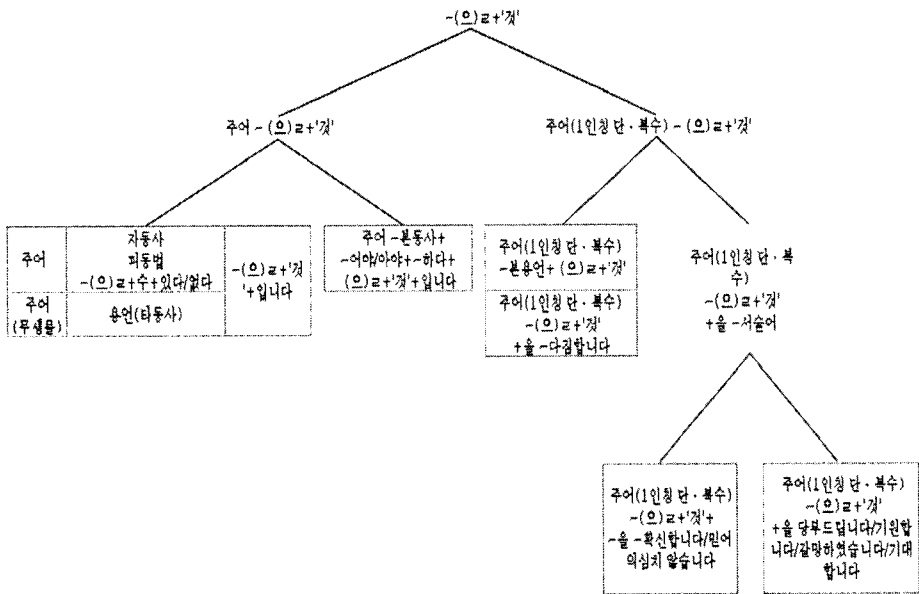 ~(으)ㄹ+'것'
주어 ~ (으)ㄹ+'것'
주어(1인칭 단·복수) ~ (으)ㄹ+'것'
주어
자동사
피동법
~(으)ㄹ+수+있다/없다
~(으)ㄹ+'것
'+입니다
주어
(무생물)
용언(타동사)
주어 ~본동사+
~어야/아야+~하다+
(으)ㄹ+'것'+입니다
주어(1인칭 단·복수)
~본용언+ (으)ㄹ+'것'
주어(1인칭 단·복수)
~(으)ㄹ+'것'
+을 ~다짐합니다
주어(1인칭 단·복
수)
~(으)ㄹ+'것'
+을 ~서술어
주어(1인칭 단·복수)
~(으)ㄹ+'것'+
~을 ~확신합니다/믿어
의심치 않습니다
주어(1인칭 단·복수)
~(으)ㄹ+'것'
+을 당부드립니다/기원합
니다/갈망하였습니다/기대
합니다